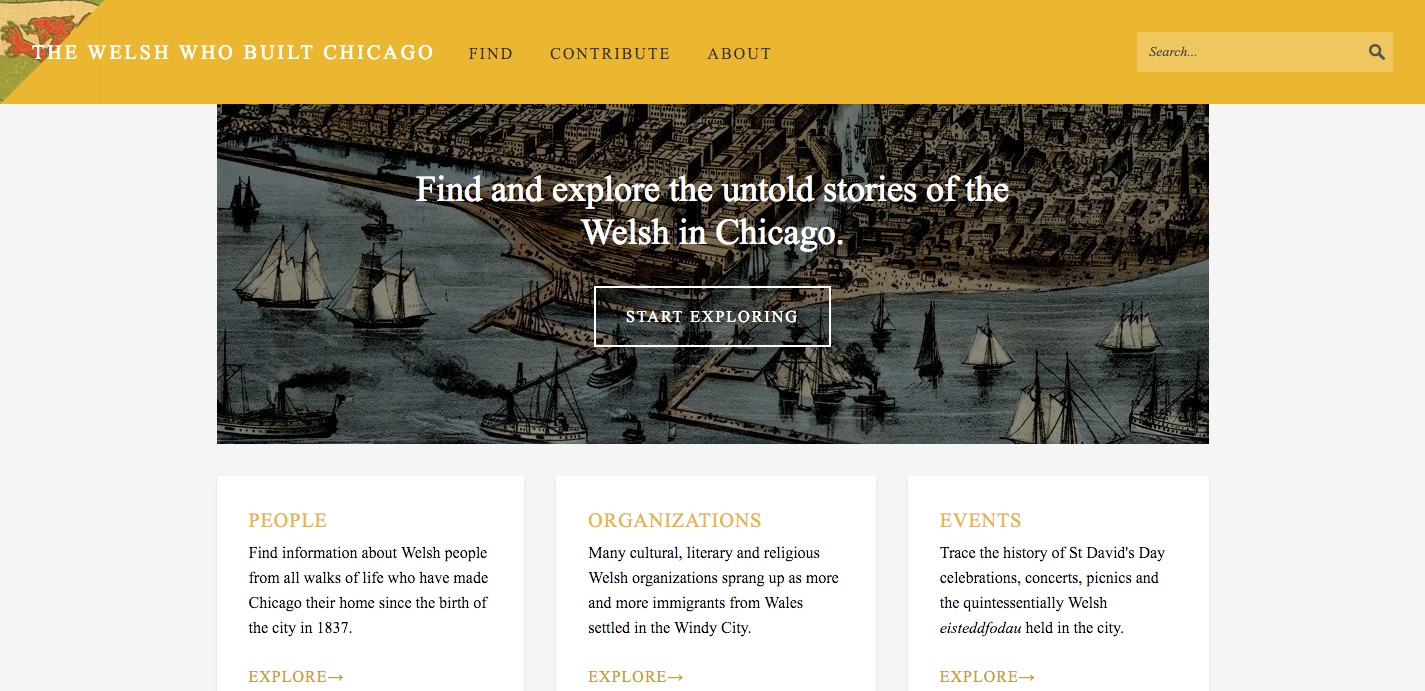 THE WELSH WHO BUILT CHICAGO FIND CONTRIBUTE ABOUT Search...
Find and explore the untold stories of the
Welsh in Chicago.
START EXPLORING
PEOPLE
Find information about Welsh people
from all walks of life who have made
Chicago their home since the birth of
the city in 1837.
EXPLORE→
ORGANIZATIONS
Many cultural, literary and religious
Welsh organizations sprang up as more
and more immigrants from Wales
settled in the Windy City.
EXPLORE→
EVENTS
Trace the history of St David's Day
celebrations, concerts, picnics and
the quintessentially Welsh
eisteddfodau held in the city.
EXPLORE→